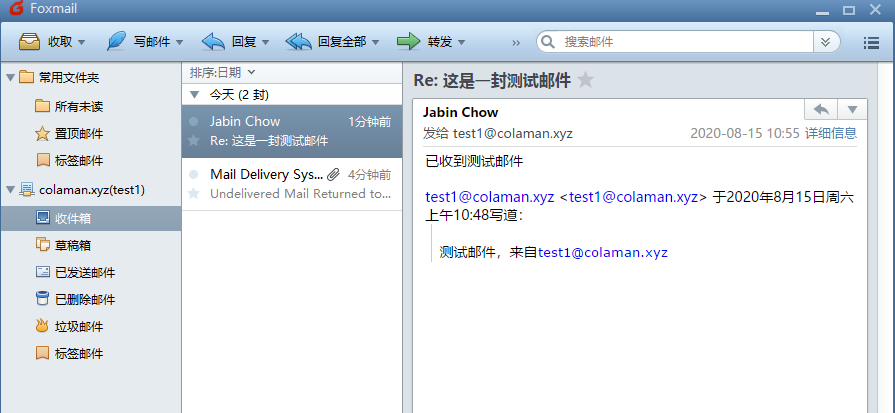 Foxmail
收取 写邮件 回复 回复全部 转发 » 搜索邮件
常用文件夹
所有未读
置顶邮件
标签邮件
colaman.xyz(test1)
收件箱
草稿箱
已发送邮件
已删除邮件
垃圾邮件
标签邮件
排序:日期
今天 (2 封)
Jabin Chow 1分钟前
Re: 这是一封测试邮件
Mail Delivery Sys... 4分钟前
Undelivered Mail Returned to...
Re: 这是一封测试邮件
Jabin Chow
发给 test1@colaman.xyz 2020-08-15 10:55 详细信息
已收到测试邮件
test1@colaman.xyz <test1@colaman.xyz> 于2020年8月15日周六
上午10:48写道：
测试邮件，来自test1@colaman.xyz